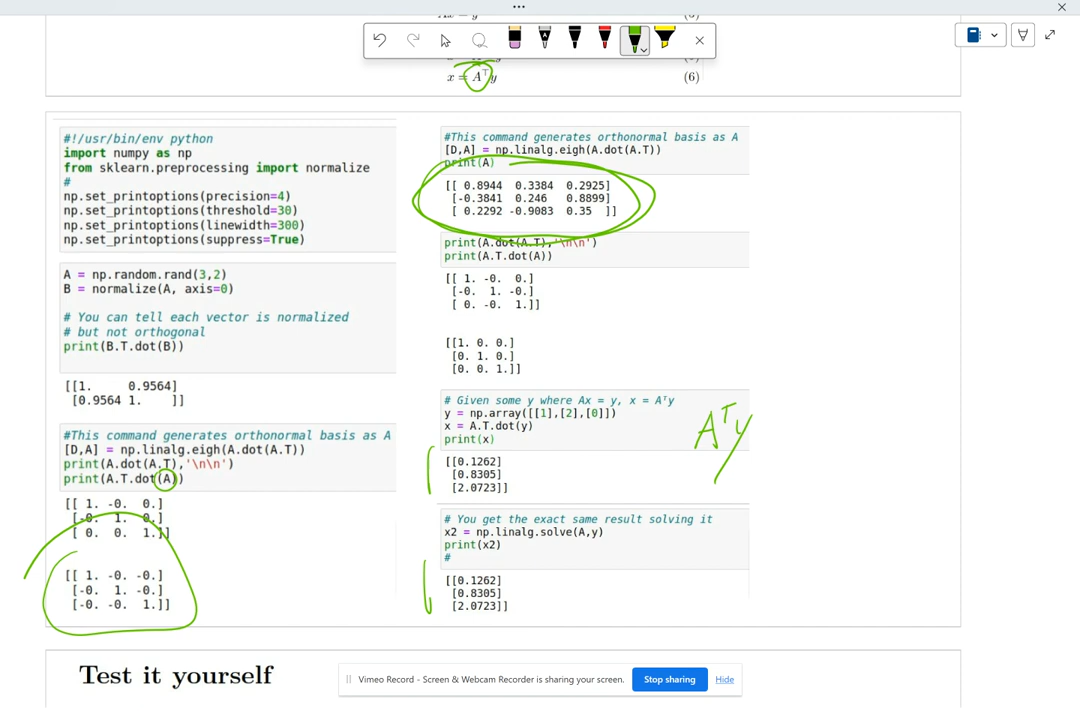 x = Aᵀy (6)
#!/usr/bin/env python
import numpy as np
from sklearn.preprocessing import normalize
#
np.set_printoptions(precision=4)
np.set_printoptions(threshold=30)
np.set_printoptions(linewidth=300)
np.set_printoptions(suppress=True)
A = np.random.rand(3,2)
B = normalize(A, axis=0)
# You can tell each vector is normalized
# but not orthogonal
print(B.T.dot(B))
[[1. 0.9564]
[0.9564 1. ]]
#This command generates orthonormal basis as A
[D,A] = np.linalg.eigh(A.dot(A.T))
print(A.dot(A.T),'\n\n')
print(A.T.dot(A))
[[ 1. -0. 0.]
[-0. 1. 0.]
[ 0. 0. 1.]]
[[ 1. -0. -0.]
[-0. 1. -0.]
[-0. -0. 1.]]
#This command generates orthonormal basis as A
[D,A] = np.linalg.eigh(A.dot(A.T))
print(A)
[[ 0.8944 0.3384 0.2925]
[-0.3841 0.246 0.8899]
[ 0.2292 -0.9083 0.35 ]]
print(A.dot(A.T),'\n\n')
print(A.T.dot(A))
[[ 1. -0. 0.]
[-0. 1. -0.]
[ 0. -0. 1.]]
[[1. 0. 0.]
[0. 1. 0.]
[0. 0. 1.]]
# Given some y where Ax = y, x = Aᵀy
y = np.array([[1],[2],[0]])
x = A.T.dot(y)
print(x)
Aᵀy
[[0.1262]
[0.8305]
[2.0723]]
# You get the exact same result solving it
x2 = np.linalg.solve(A,y)
print(x2)
#
[[0.1262]
[0.8305]
[2.0723]]
Test it yourself
Vimeo Record - Screen & Webcam Recorder is sharing your screen.
Stop sharing
Hide